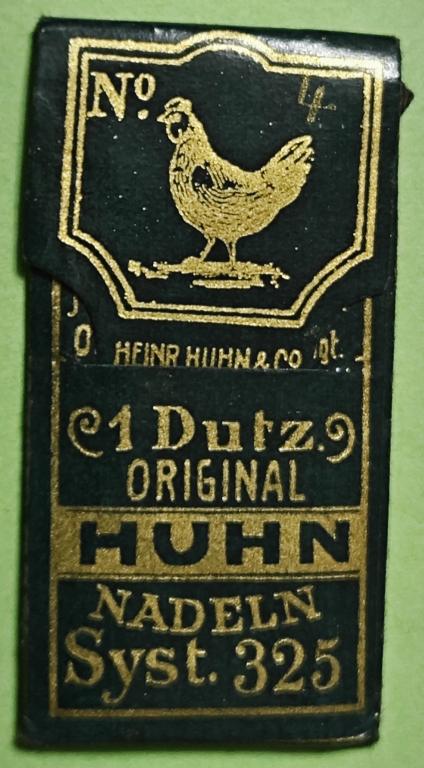 Nº. 4
HEINR HUHN & CO
1 Dutz.
ORIGINAL
HUHN
NADELN
Syst. 325